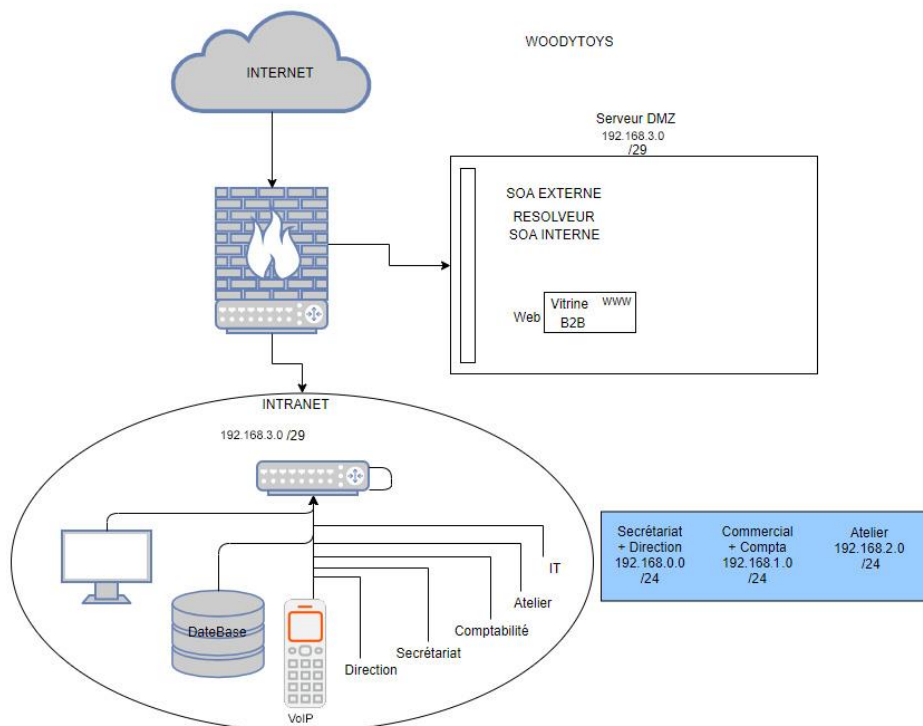 WOODYTOYS
INTERNET
Serveur DMZ
192.168.3.0
/29
SOA EXTERNE
RESOLVEUR
SOA INTERNE
Web
Vitrine
WWW
B2B
INTRANET
192.168.3.0 /29
IT
Atelier
Comptabilité
Secrétariat
Direction
DateBase
VoIP
Secrétariat
+ Direction
192.168.0.0
/24
Commercial
+ Compta
192.168.1.0
/24
Atelier
192.168.2.0
/24